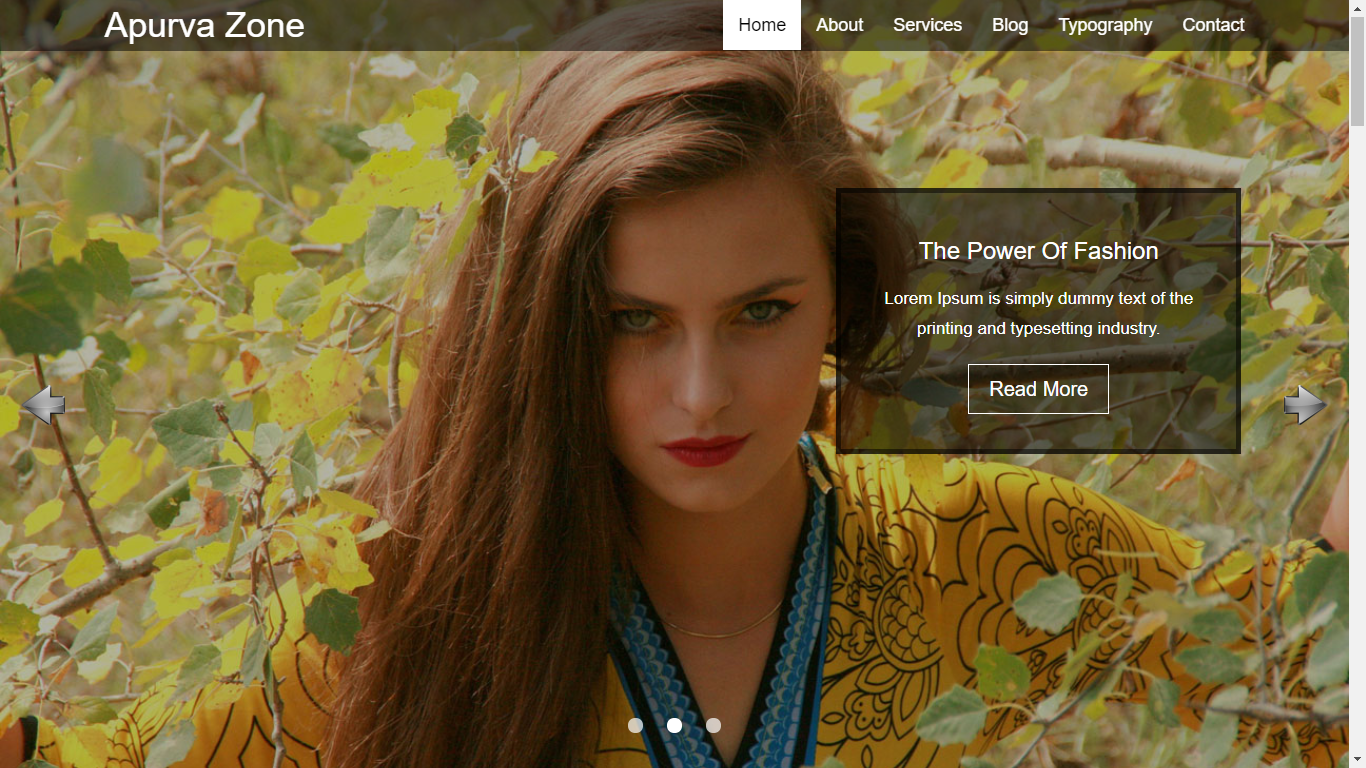 Apurva Zone
Home About Services Blog Typography Contact
The Power Of Fashion
Lorem Ipsum is simply dummy text of the
printing and typesetting industry.
Read More